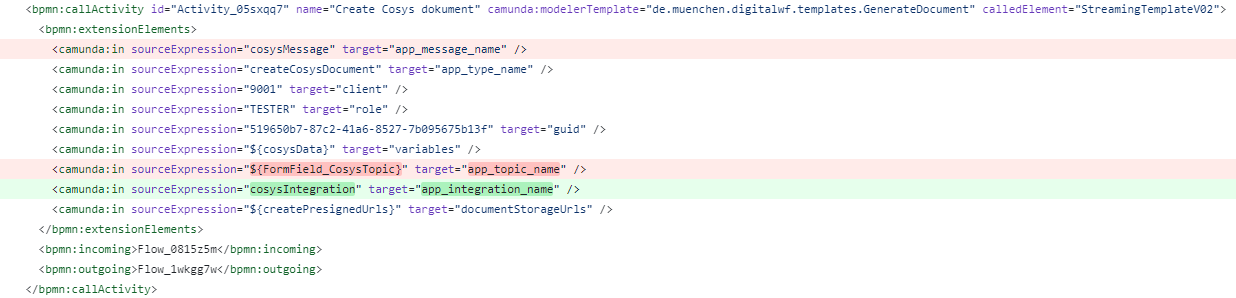 <bpmn:callActivity id="Activity_05sxqq7" name="Create Cosys dokument" camunda:modelerTemplate="de.muenchen.digitalwf.templates.GenerateDocument" calledElement="StreamingTemplateV02">
<bpmn:extensionElements>
<camunda:in sourceExpression="cosysMessage" target="app_message_name" />
<camunda:in sourceExpression="createCosysDocument" target="app_type_name" />
<camunda:in sourceExpression="9001" target="client" />
<camunda:in sourceExpression="TESTER" target="role" />
<camunda:in sourceExpression="519650b7-87c2-41a6-8527-7b095675b13f" target="guid" />
<camunda:in sourceExpression="${cosysData}" target="variables" />
<camunda:in sourceExpression="${FormField_CosysTopic}" target="app_topic_name" />
<camunda:in sourceExpression="cosysIntegration" target="app_integration_name" />
<camunda:in sourceExpression="${createPresignedUrls}" target="documentStorageUrls" />
</bpmn:extensionElements>
<bpmn:incoming>Flow_0815z5m</bpmn:incoming>
<bpmn:outgoing>Flow_1wkgg7w</bpmn:outgoing>
</bpmn:callActivity>